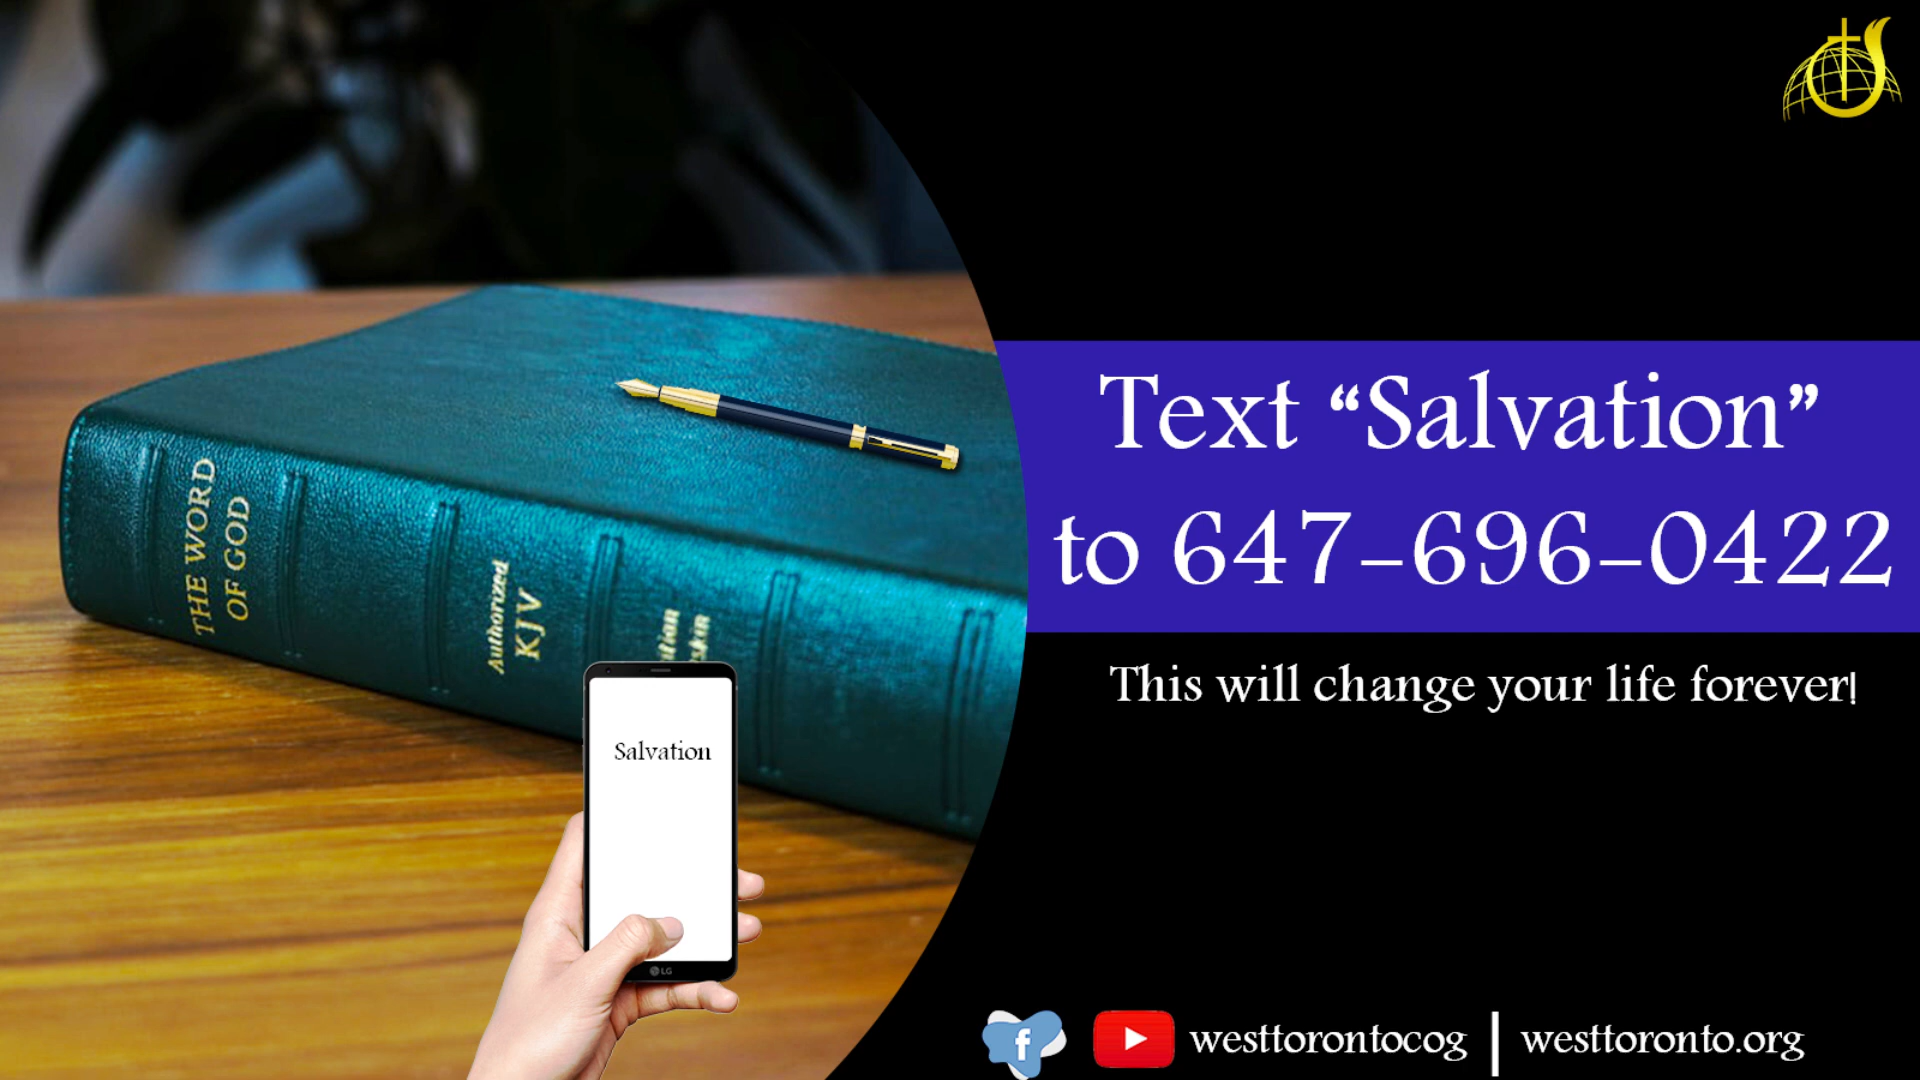 Text “Salvation”
to 647-696-0422
This will change your life forever!
THE WORD
OF GOD
Authorized
KJV
Salvation
LG
westtorontocog | westtoronto.org